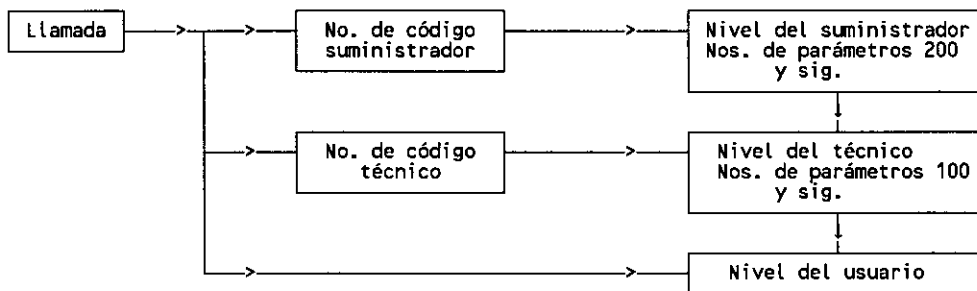 Llamada
No. de código
suministrador
Nivel del suministrador
Nos. de parámetros 200
y sig.
No. de código
técnico
Nivel del técnico
Nos. de parámetros 100
y sig.
Nivel del usuario